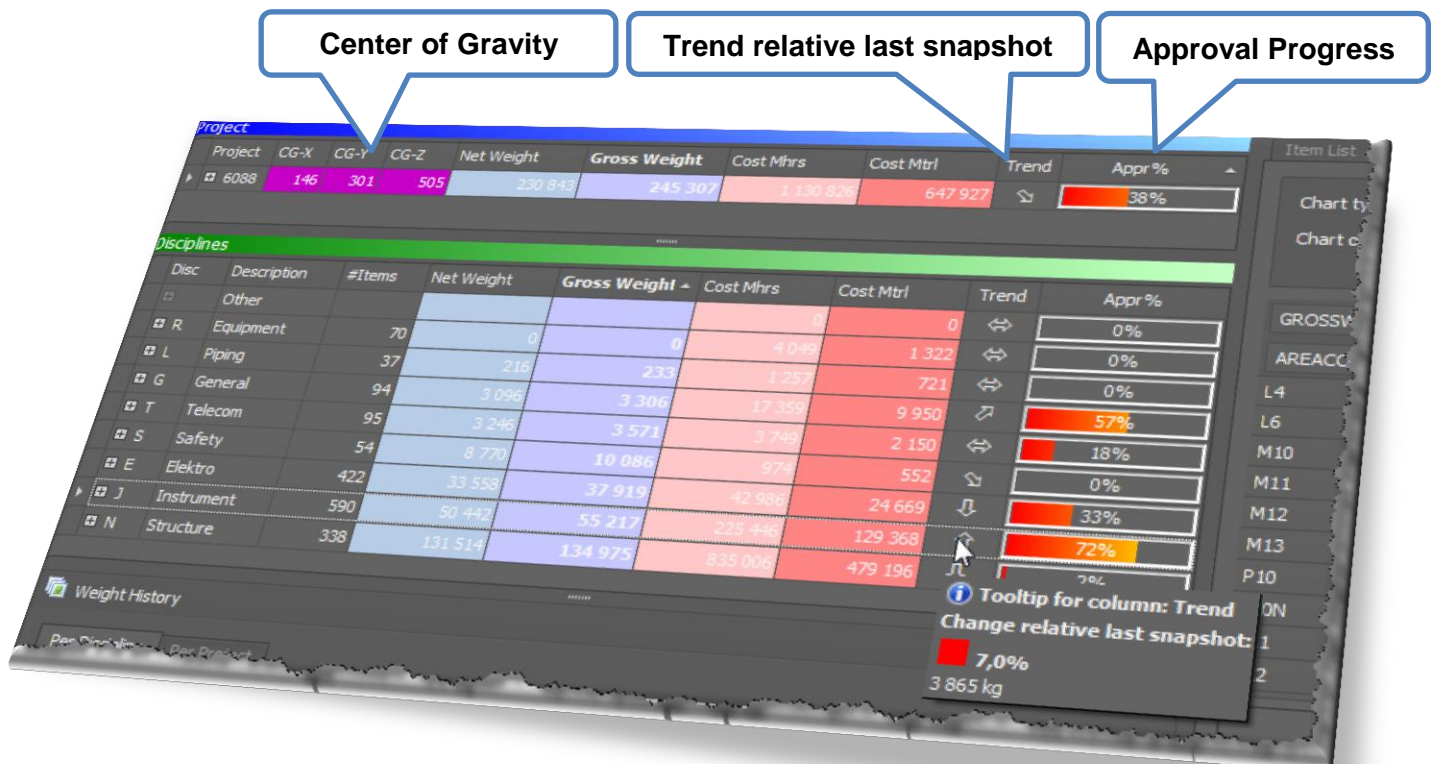 Center of Gravity
Trend relative last snapshot
Approval Progress
Project
Project CG-X CG-Y CG-Z Net Weight Gross Weight Cost Mhrs Cost Mtrl Trend Appr%
6088 146 301 505 230 843 245 307 1 130 826 647 927 38%
Disciplines
Disc Description #Items Net Weight Gross Weight Cost Mhrs Cost Mtrl Trend Appr%
Other 0 0 0%
R Equipment 70 0 0 4 049 1 322 0%
L Piping 37 216 233 1 257 721 0%
G General 94 3 096 3 306 17 359 9 950 57%
T Telecom 95 3 246 3 571 3 749 2 150 18%
S Safety 54 8 770 10 086 974 552 0%
E Elektro 422 33 558 37 919 42 986 24 669 33%
J Instrument 590 50 442 55 217 225 446 129 368 72%
N Structure 338 131 514 134 975 835 006 479 196 2%
Weight History
Per Discipline Per Project
Tooltip for column: Trend
Change relative last snapshot:
7,0%
3 865 kg
Item List
Chart ty
Chart c
GROSSW
AREACO
L4
L6
M10
M11
M12
M13
P10
0N
1
2